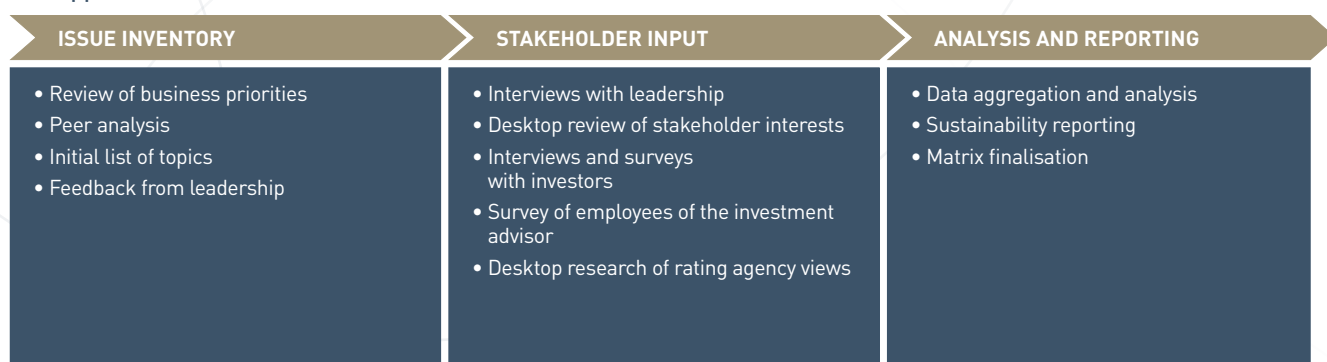 ISSUE INVENTORY
• Review of business priorities
• Peer analysis
• Initial list of topics
• Feedback from leadership
STAKEHOLDER INPUT
• Interviews with leadership
• Desktop review of stakeholder interests
• Interviews and surveys
with investors
• Survey of employees of the investment
advisor
• Desktop research of rating agency views
ANALYSIS AND REPORTING
• Data aggregation and analysis
• Sustainability reporting
• Matrix finalisation